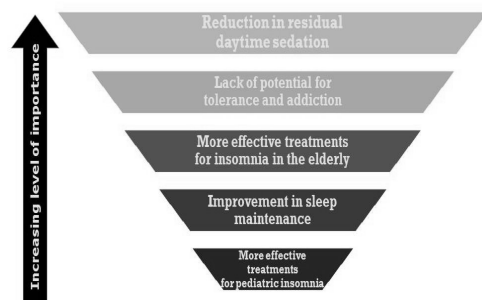 Reduction in residual
daytime sedation
Lack of potential for
tolerance and addiction
More effective treatments
for insomnia in the elderly
Improvement in sleep
maintenance
More effective
treatments
for pediatric insomnia
Increasing level of importance